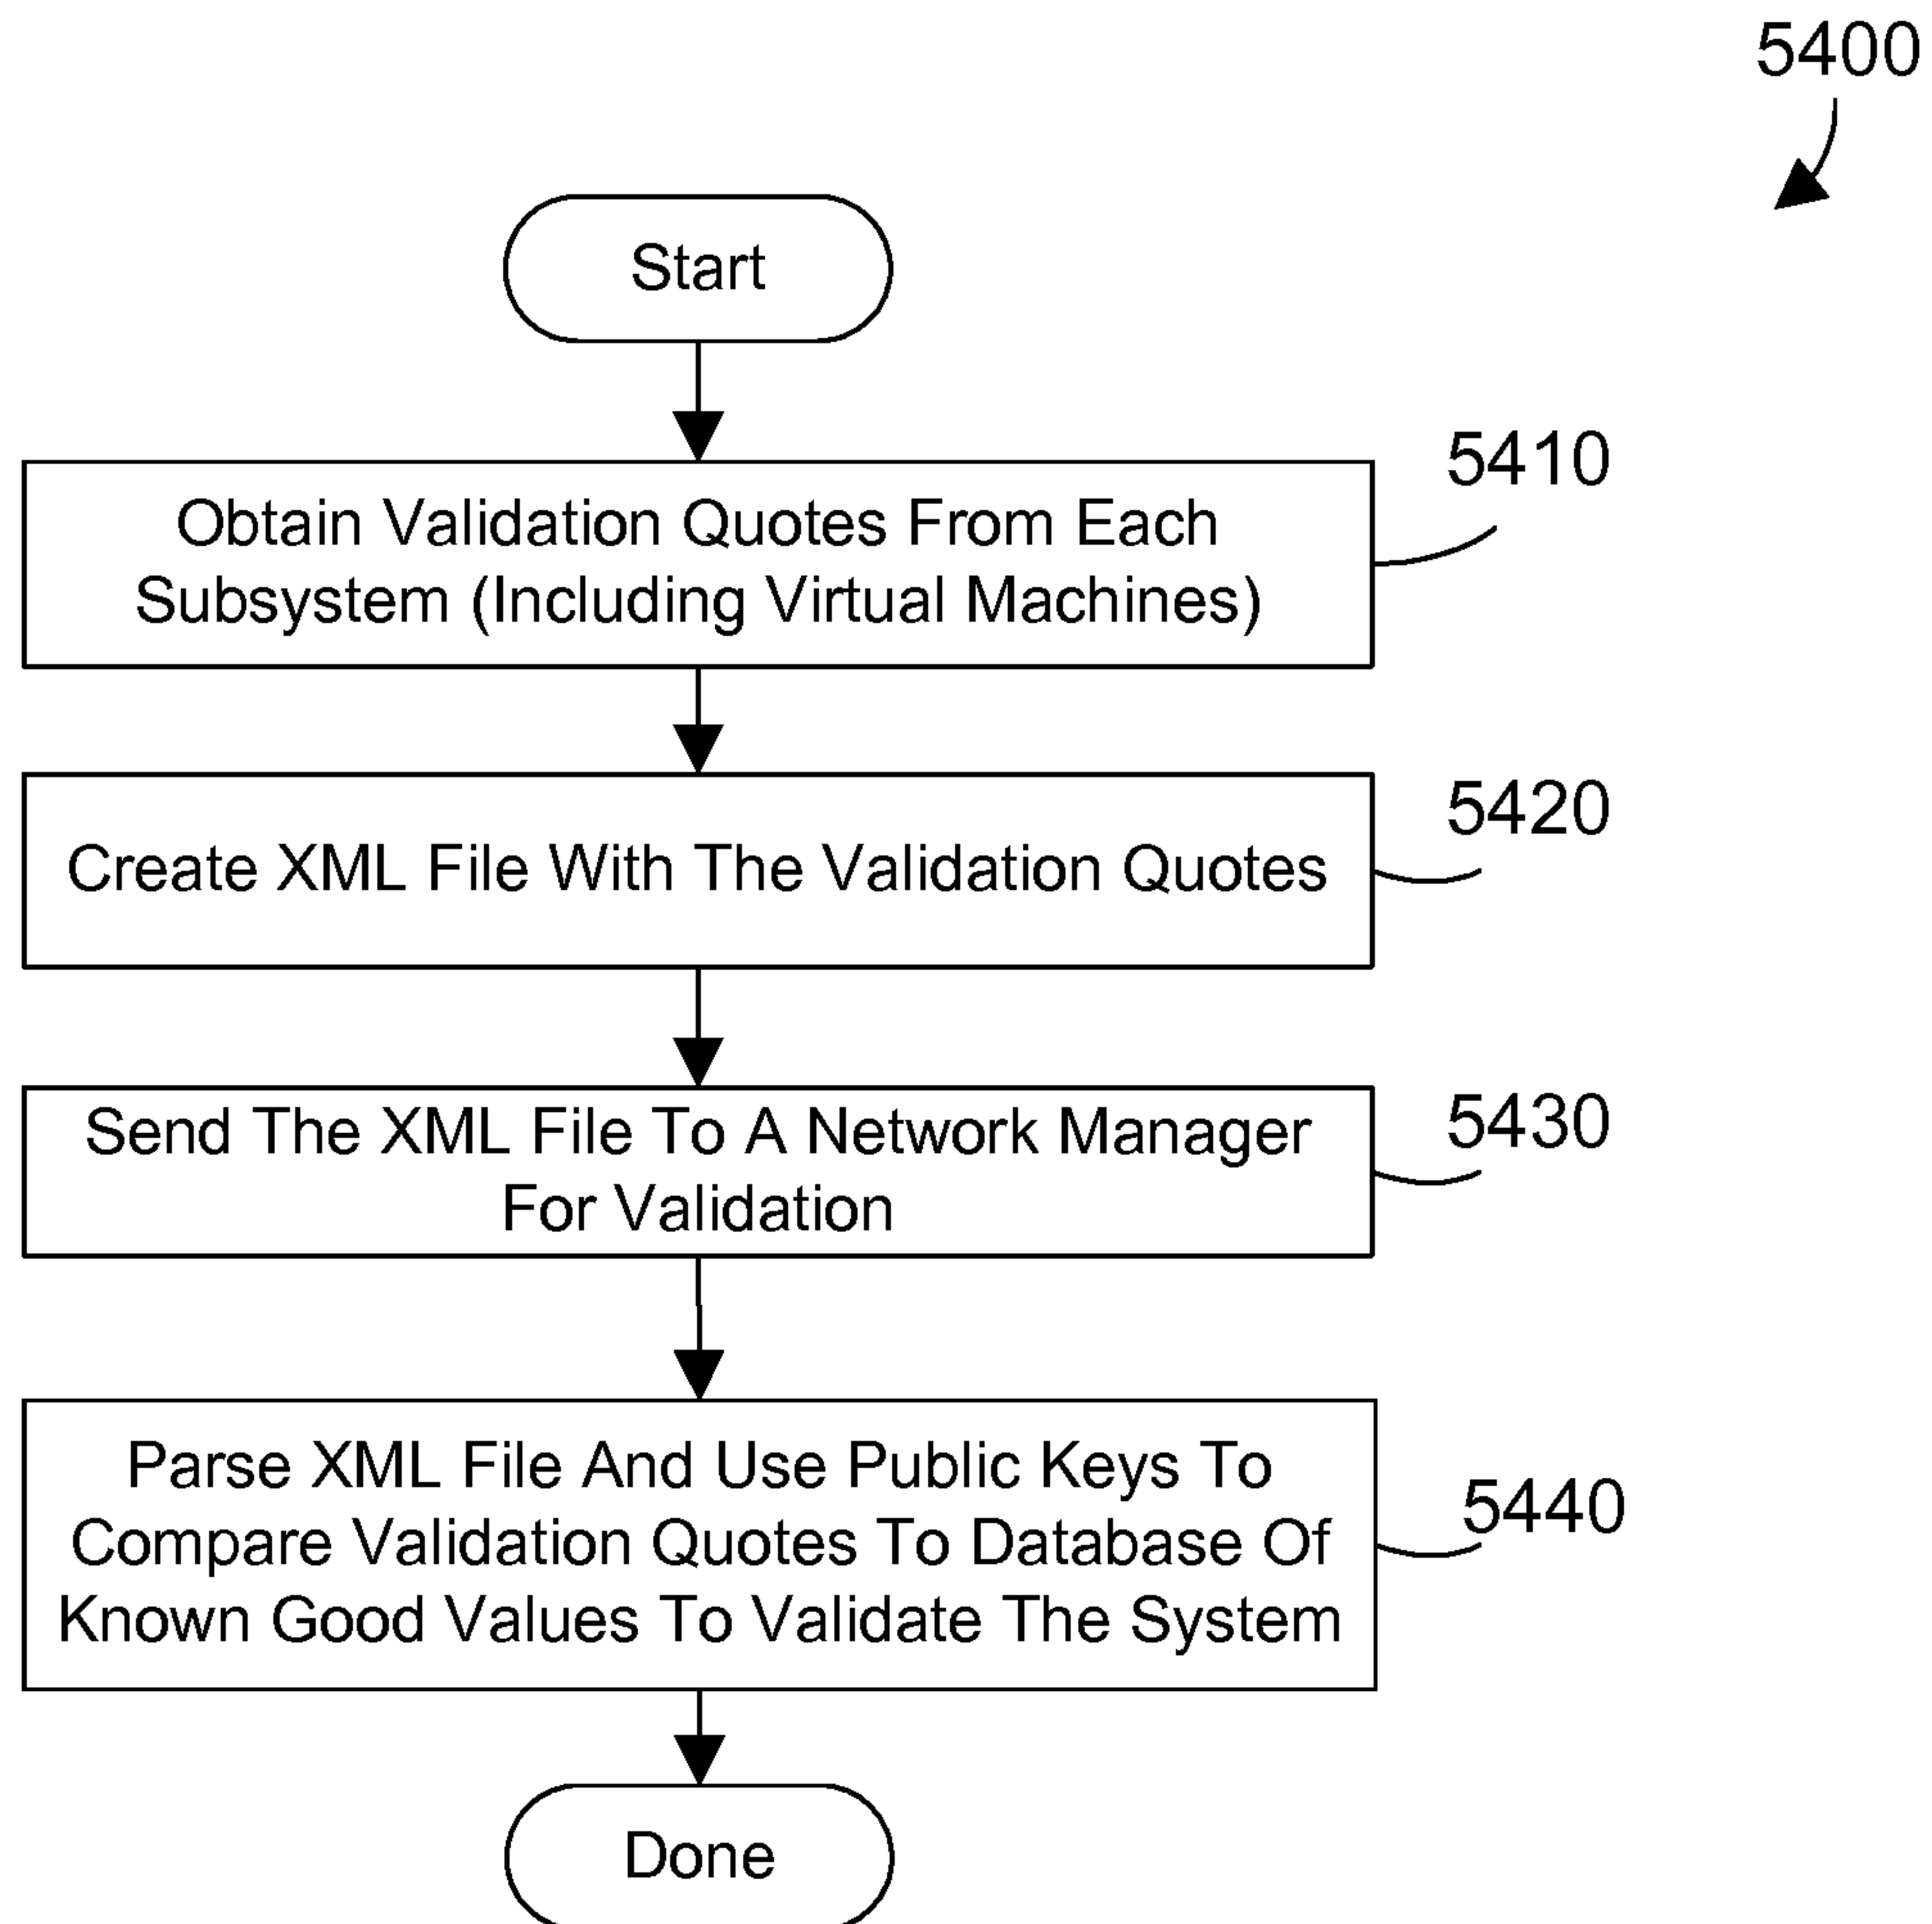 5400
Start
5410
Obtain Validation Quotes From Each
Subsystem (Including Virtual Machines)
5420
Create XML File With The Validation Quotes
5430
Send The XML File To A Network Manager
For Validation
5440
Parse XML File And Use Public Keys To
Compare Validation Quotes To Database Of
Known Good Values To Validate The System
Done